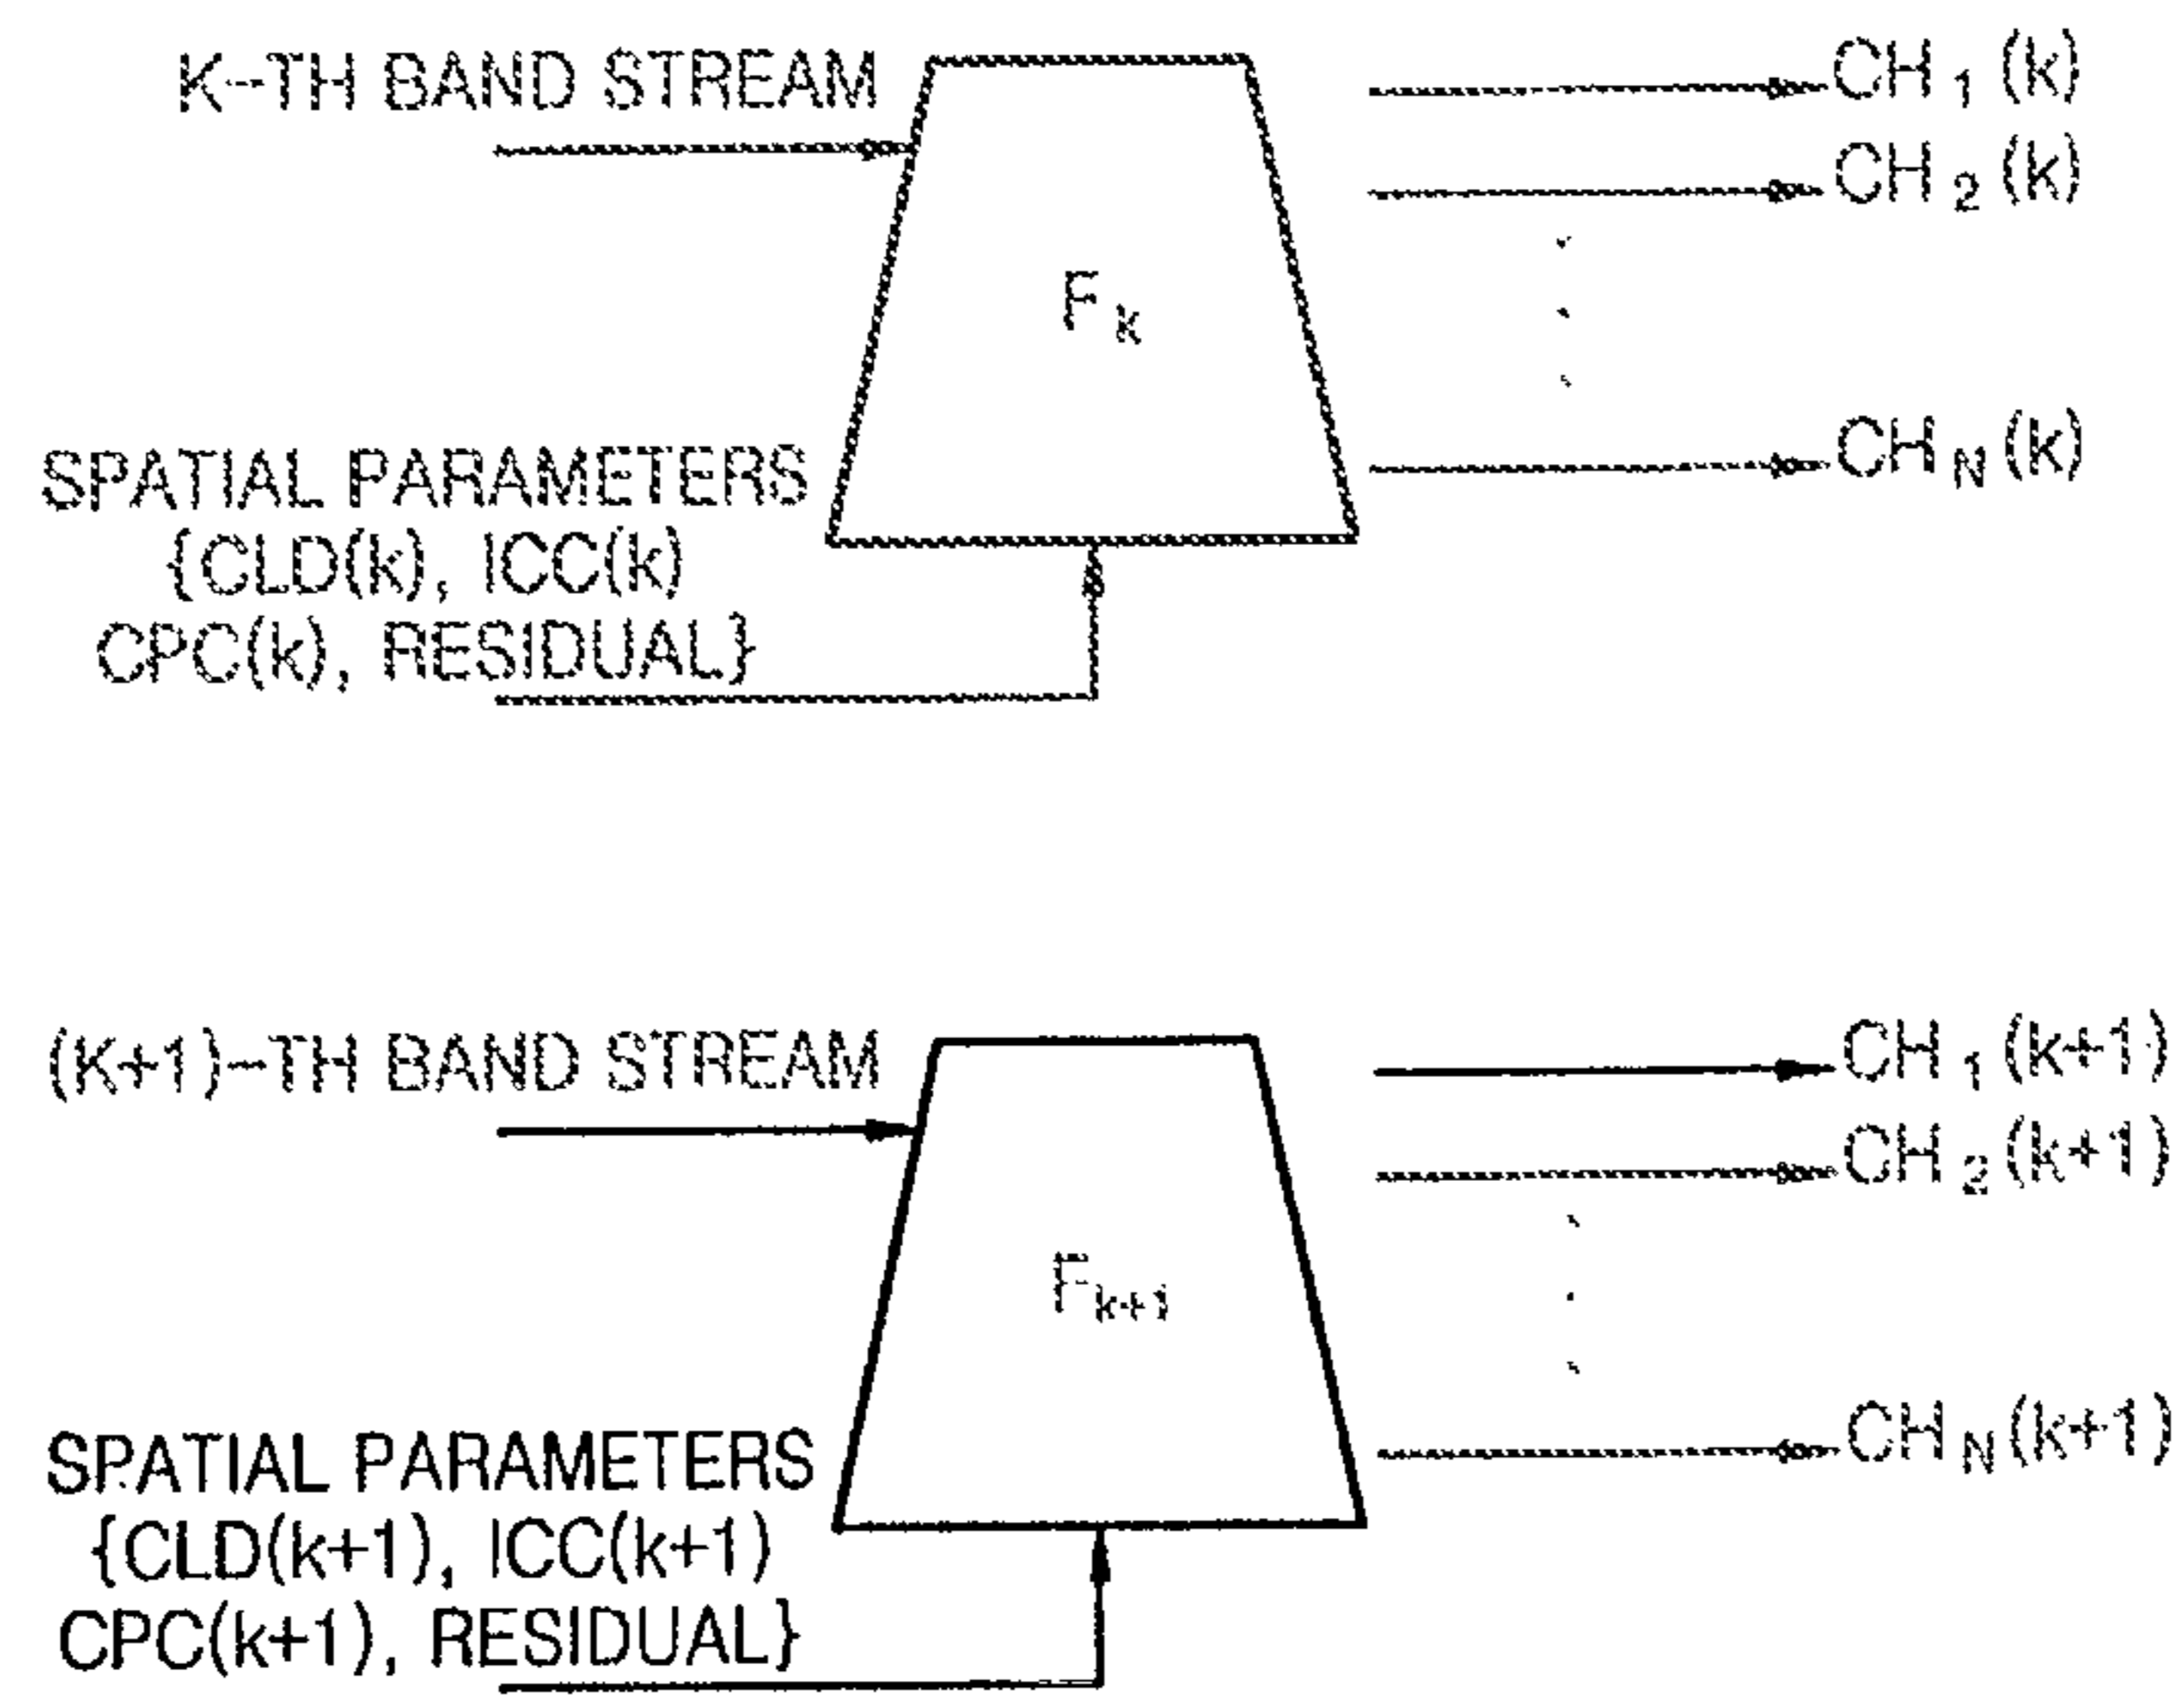 K-TH BAND STREAM
CH 1 (k)
CH 2 (k)
F k
CH N (k)
SPATIAL PARAMETERS
{CLD(k), ICC(k)
CPC(k), RESIDUAL}
(K+1)-TH BAND STREAM
CH 1 (k+1)
CH 2 (k+1)
F k+1
CH N (k+1)
SPATIAL PARAMETERS
{CLD(k+1), ICC(k+1)
CPC(k+1), RESIDUAL}